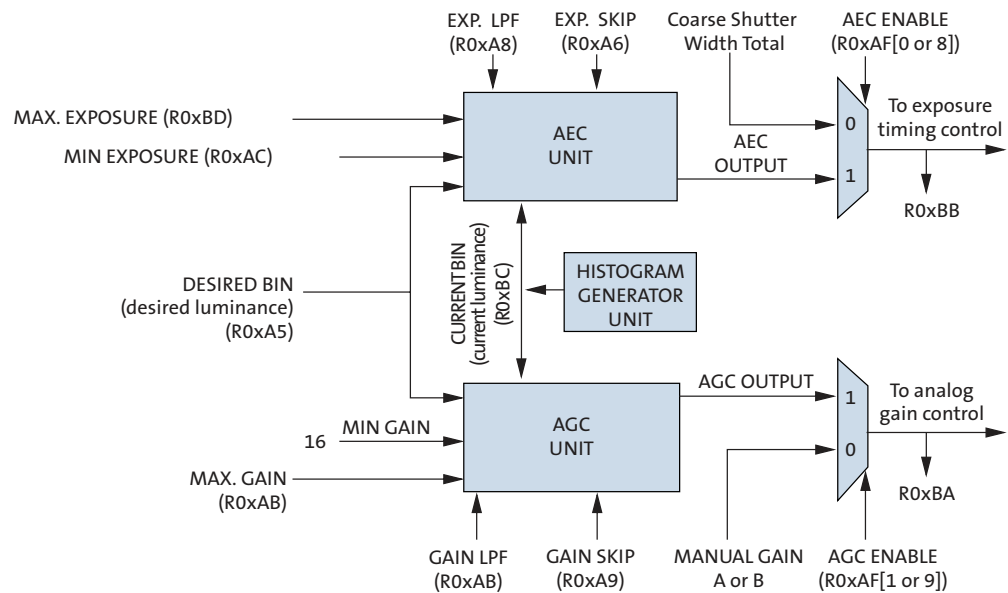 EXP. LPF
(R0xA8)
EXP. SKIP
(R0xA6)
Coarse Shutter
Width Total
AEC ENABLE
(R0xAF[0 or 8])
MAX. EXPOSURE (R0xBD)
MIN EXPOSURE (R0xAC)
AEC
UNIT
AEC
OUTPUT
0
1
To exposure
timing control
R0xBB
DESIRED BIN
(desired luminance)
(R0xA5)
CURRENT BIN
(current luminance)
(R0xBC)
HISTOGRAM
GENERATOR
UNIT
16
MIN GAIN
MAX. GAIN
(R0xAB)
AGC
UNIT
AGC OUTPUT
1
0
To analog
gain control
R0xBA
GAIN LPF
(R0xAB)
GAIN SKIP
(R0xA9)
MANUAL GAIN
A or B
AGC ENABLE
(R0xAF[1 or 9])